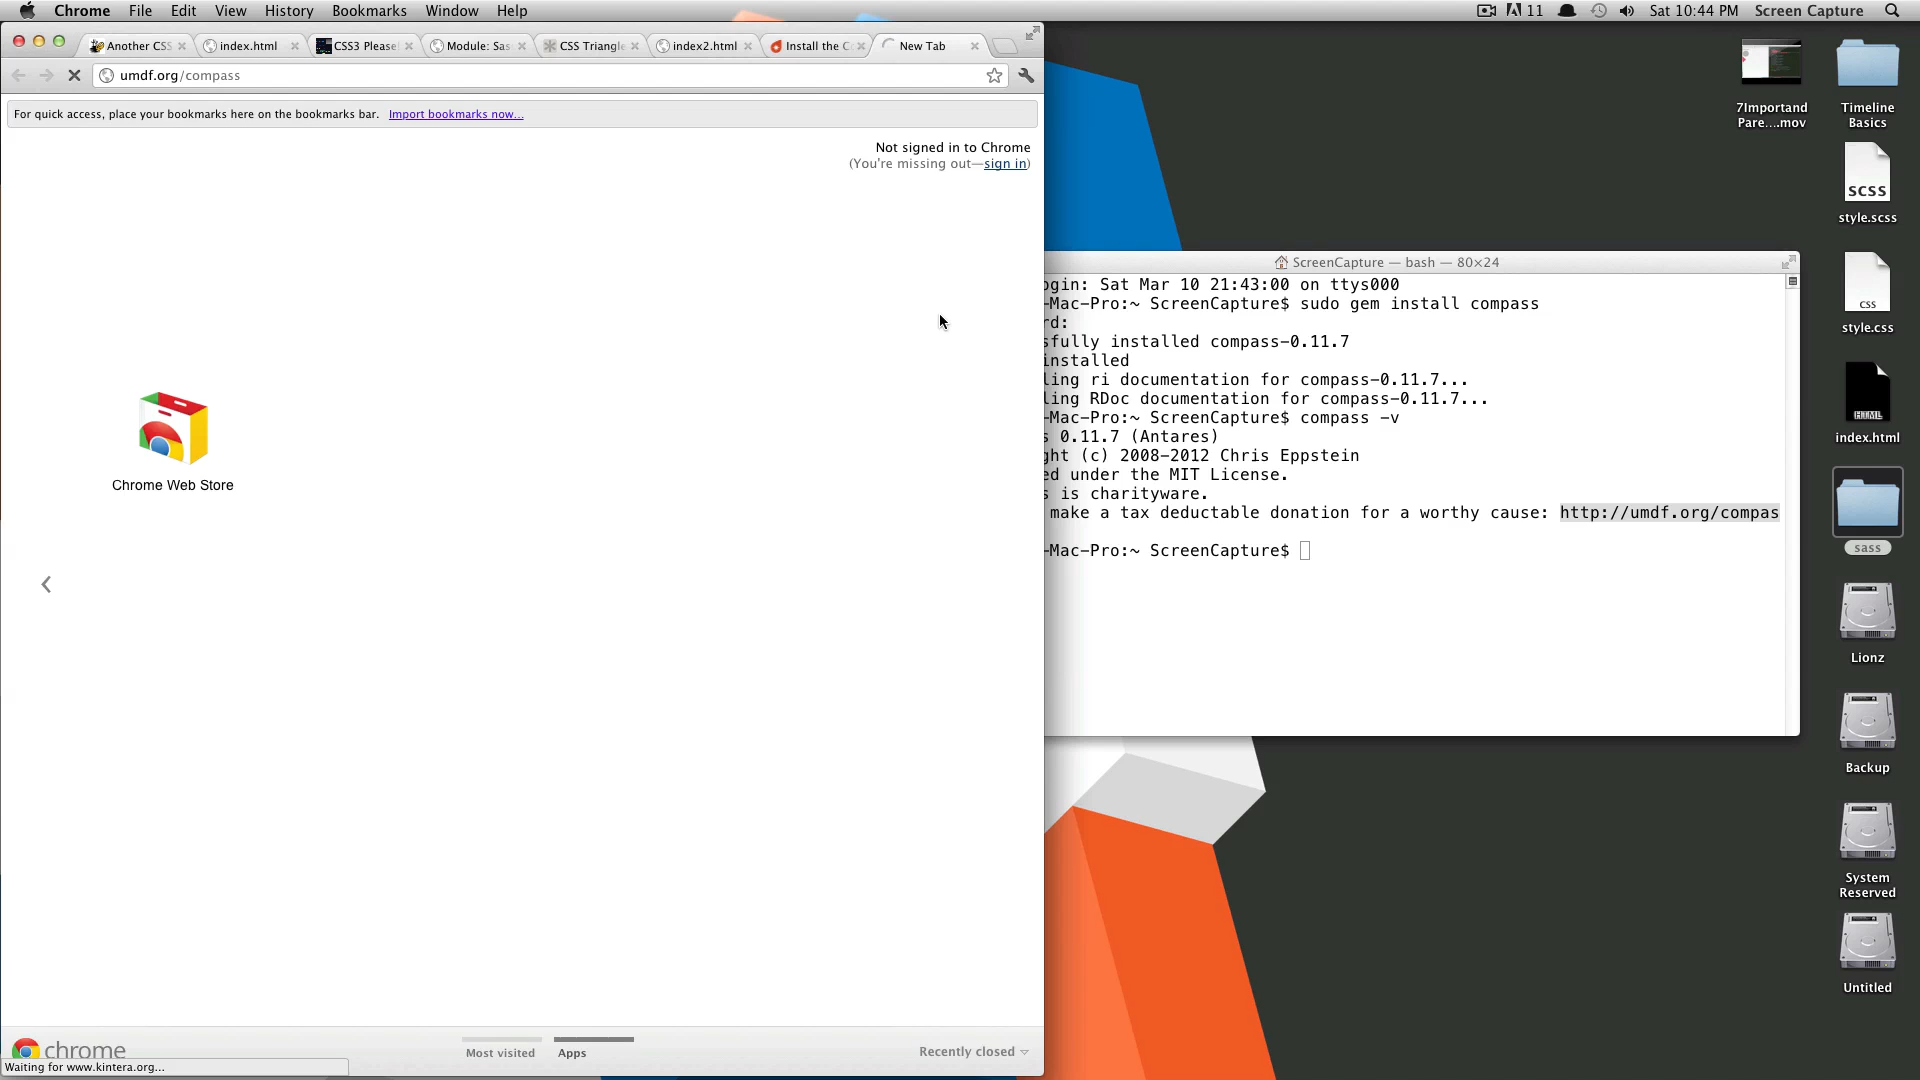 Chrome File Edit View History Bookmarks Window Help
11 Sat 10:44 PM Screen Capture
Another CSS index.html CSS3 Please! Module: Sas CSS Triangle index2.html Install the C New Tab
umdf.org/compass
For quick access, place your bookmarks here on the bookmarks bar. Import bookmarks now...
Not signed in to Chrome
(You're missing out—sign in)
Chrome Web Store
chrome
Most visited Apps Recently closed
Waiting for www.kintera.org...
ScreenCapture — bash — 80×24
ogin: Sat Mar 10 21:43:00 on ttys000
-Mac-Pro:~ ScreenCapture$ sudo gem install compass
rd:
sfully installed compass-0.11.7
installed
ling ri documentation for compass-0.11.7...
ling RDoc documentation for compass-0.11.7...
-Mac-Pro:~ ScreenCapture$ compass -v
s 0.11.7 (Antares)
ght (c) 2008-2012 Chris Eppstein
ed under the MIT License.
s is charityware.
make a tax deductable donation for a worthy cause: http://umdf.org/compas
-Mac-Pro:~ ScreenCapture$
7Importand
Pare....mov
Timeline
Basics
SCSS
style.scss
css
style.css
HTML
index.html
sass
Lionz
Backup
System
Reserved
Untitled